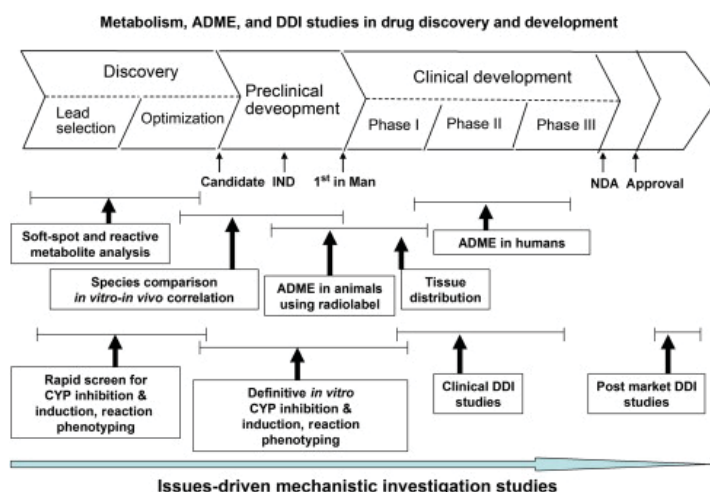 Metabolism, ADME, and DDI studies in drug discovery and development
Discovery
Lead
selection
Optimization
Preclinical
deveopment
Clinical development
Phase I
Phase II
Phase III
Candidate
IND
1st in Man
NDA
Approval
Soft-spot and reactive
metabolite analysis
Species comparison
in vitro-in vivo correlation
ADME in animals
using radiolabel
Tissue
distribution
ADME in humans
Rapid screen for
CYP inhibition &
induction, reaction
phenotyping
Definitive in vitro
CYP inhibition &
induction, reaction
phenotyping
Clinical DDI
studies
Post market DDI
studies
Issues-driven mechanistic investigation studies